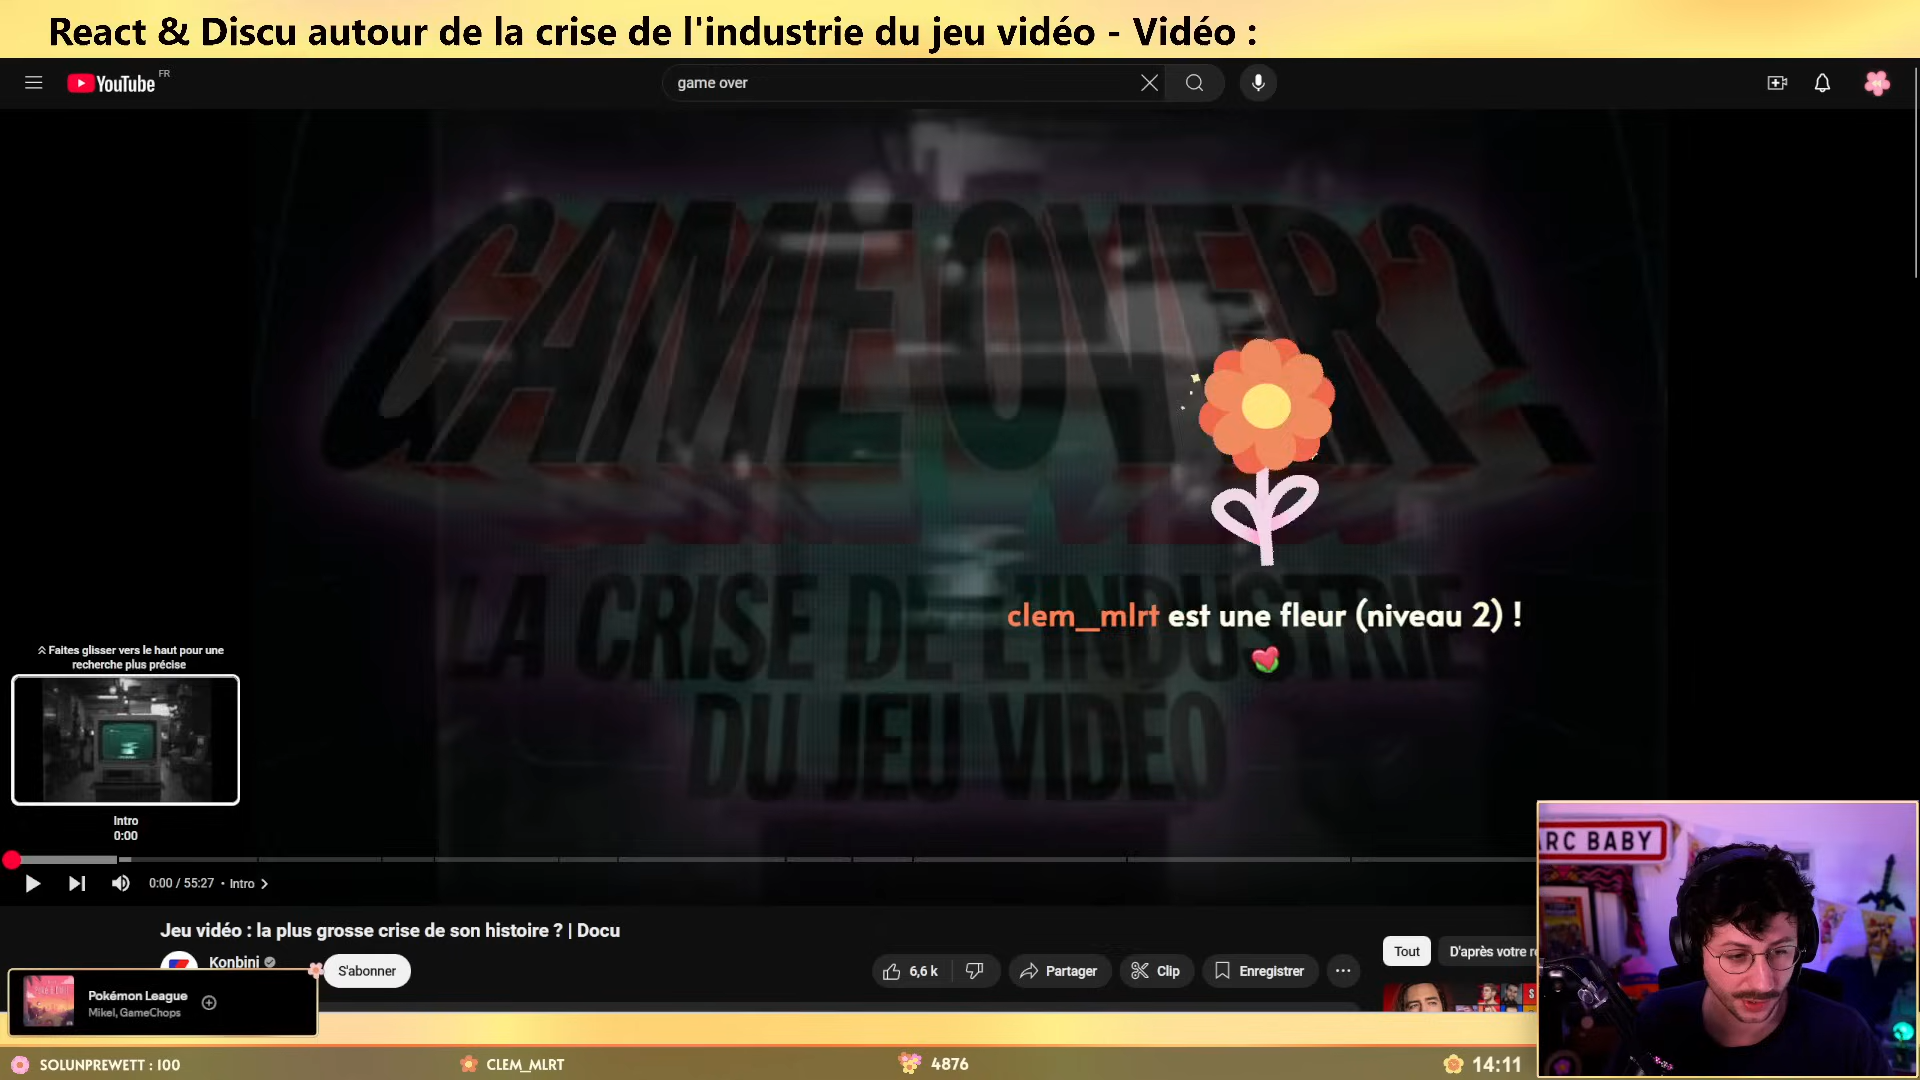 React & Discu autour de la crise de l'industrie du jeu vidéo - Vidéo :
YouTube FR
game over
GAME OVER?
LA CRISE DE L'INDUSTRIE
DU JEU VIDÉO
clem_mlrt est une fleur (niveau 2) !
Faites glisser vers le haut pour une
recherche plus précise
Intro
0:00
0:00 / 55:27 • Intro
Jeu vidéo : la plus grosse crise de son histoire ? | Docu
Konbini
S'abonner
6,6 k
Partager
Clip
Enregistrer
Tout
D'après votre
Pokémon League
Mikel, GameChops
ARC BABY
SOLUNPREWETT : 100
CLEM_MLRT
4876
14:11